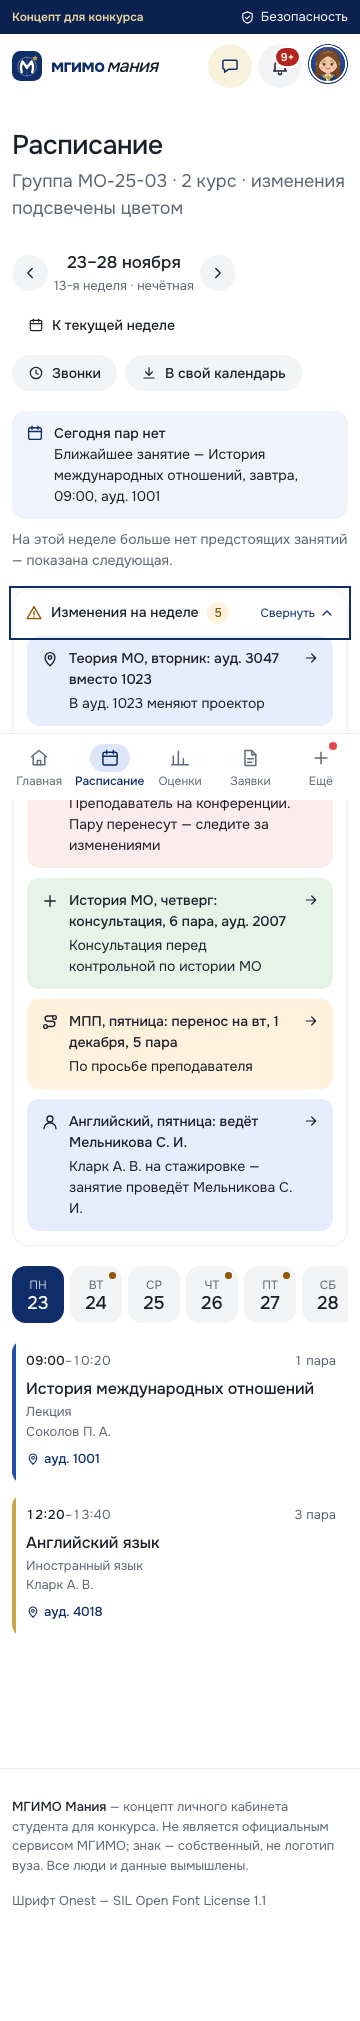 Концепт для конкурса
Безопасность
М мгимо мания
9+
Расписание
Группа МО-25-03 · 2 курс · изменения
подсвечены цветом
23–28 ноября
13-я неделя · нечётная
К текущей неделе
Звонки
В свой календарь
Сегодня пар нет
Ближайшее занятие — История
международных отношений, завтра,
09:00, ауд. 1001
На этой неделе больше нет предстоящих занятий
— показана следующая.
Изменения на неделе 5 Свернуть
Теория МО, вторник: ауд. 3047
вместо 1023
В ауд. 1023 меняют проектор
Главная Расписание Оценки Заявки Ещё
Преподаватель на конференции.
Пару перенесут — следите за
изменениями
История МО, четверг:
консультация, 6 пара, ауд. 2007
Консультация перед
контрольной по истории МО
МПП, пятница: перенос на вт, 1
декабря, 5 пара
По просьбе преподавателя
Английский, пятница: ведёт
Мельникова С. И.
Кларк А. В. на стажировке —
занятие проведёт Мельникова С.
И.
ПН ВТ СР ЧТ ПТ СБ
23 24 25 26 27 28
09:00–10:20 1 пара
История международных отношений
Лекция
Соколов П. А.
ауд. 1001
12:20–13:40 3 пара
Английский язык
Иностранный язык
Кларк А. В.
ауд. 4018
МГИМО Мания — концепт личного кабинета
студента для конкурса. Не является официальным
сервисом МГИМО; знак — собственный, не логотип
вуза. Все люди и данные вымышлены.
Шрифт Onest — SIL Open Font License 1.1